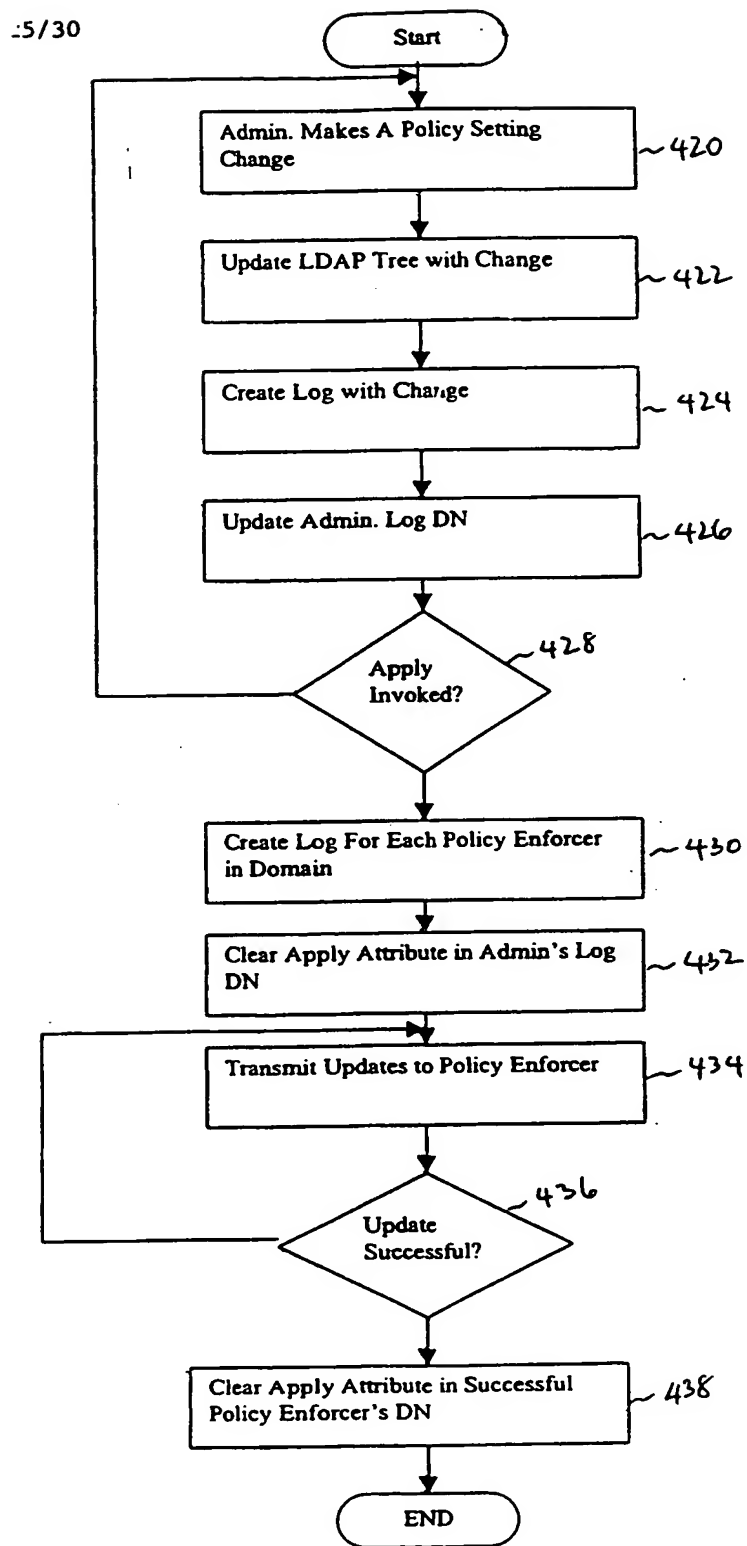 :5/30
Start
Admin. Makes A Policy Setting
Change
~ 420
Update LDAP Tree with Change
~ 422
Create Log with Change
~ 424
Update Admin. Log DN
~ 426
Apply
Invoked?
~ 428
Create Log For Each Policy Enforcer
in Domain
~ 430
Clear Apply Attribute in Admin's Log
DN
~ 432
Transmit Updates to Policy Enforcer
~ 434
Update
Successful?
~ 436
Clear Apply Attribute in Successful
Policy Enforcer's DN
~ 438
END